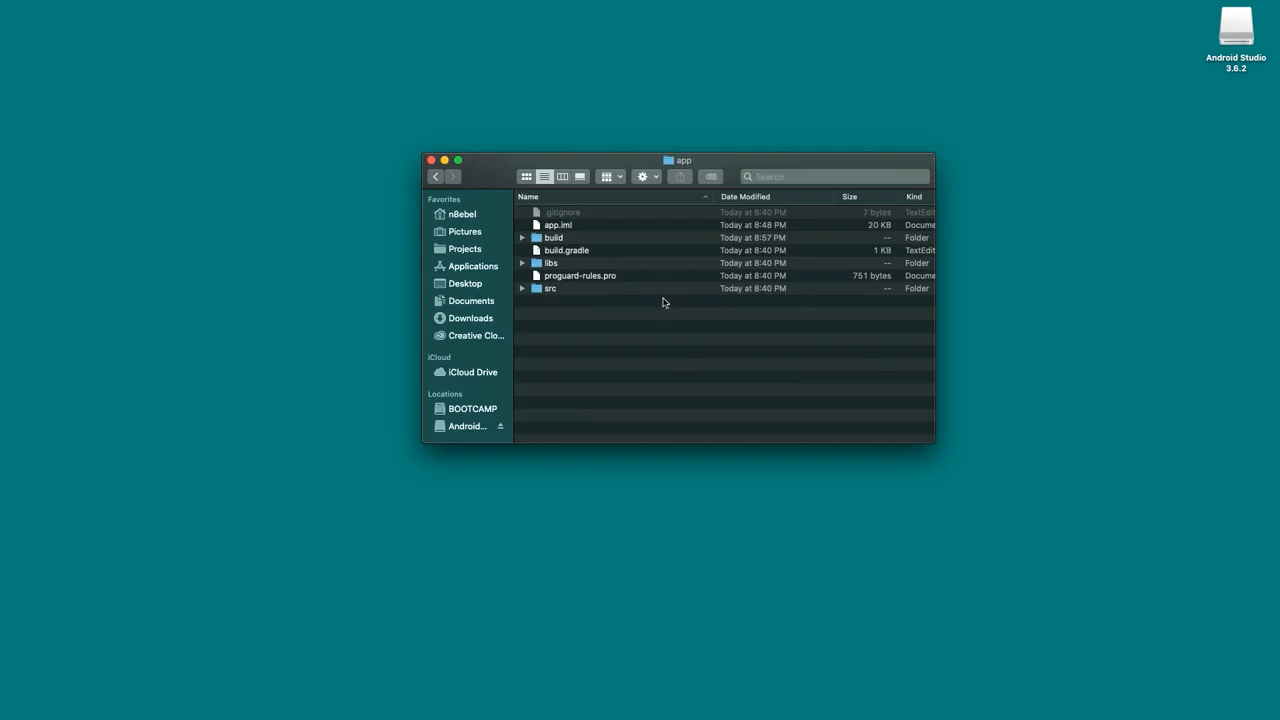 Android Studio
3.6.2
app
Search
Favorites
n8ebel
Pictures
Projects
Applications
Desktop
Documents
Downloads
Creative Clo...
iCloud
iCloud Drive
Locations
BOOTCAMP
Android...
Name Date Modified Size Kind
.gitignore Today at 8:40 PM 7 bytes TextEdit
app.iml Today at 8:48 PM 20 KB Docume
build Today at 8:57 PM -- Folder
build.gradle Today at 8:40 PM 1 KB TextEdit
libs Today at 8:40 PM -- Folder
proguard-rules.pro Today at 8:40 PM 751 bytes Docume
src Today at 8:40 PM -- Folder